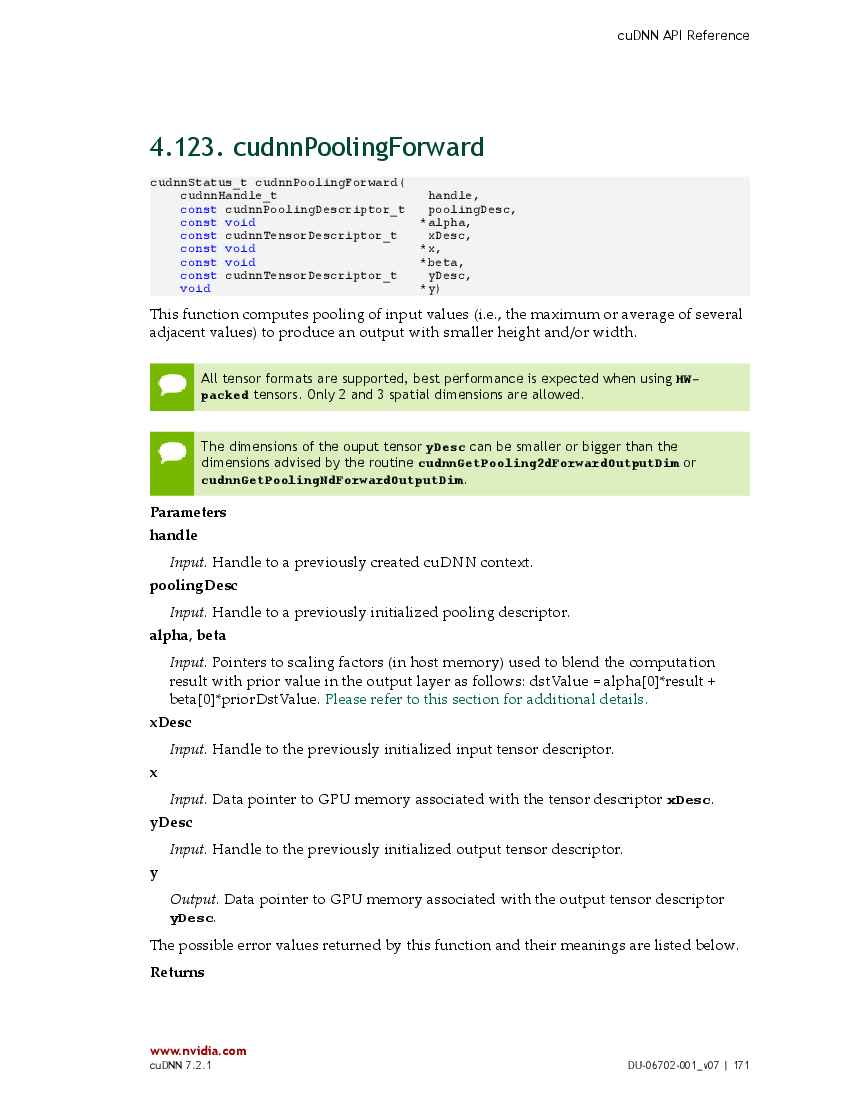 cuDNN API Reference
4.123. cudnnPoolingForward
cudnnStatus_t cudnnPoolingForward(
    cudnnHandle_t                    handle,
    const cudnnPoolingDescriptor_t   poolingDesc,
    const void                      *alpha,
    const cudnnTensorDescriptor_t    xDesc,
    const void                      *x,
    const void                      *beta,
    const cudnnTensorDescriptor_t    yDesc,
    void                            *y)
This function computes pooling of input values (i.e., the maximum or average of several
adjacent values) to produce an output with smaller height and/or width.
All tensor formats are supported, best performance is expected when using HW-
packed tensors. Only 2 and 3 spatial dimensions are allowed.
The dimensions of the ouput tensor yDesc can be smaller or bigger than the
dimensions advised by the routine cudnnGetPooling2dForwardOutputDim or
cudnnGetPoolingNdForwardOutputDim.
Parameters
handle
Input. Handle to a previously created cuDNN context.
poolingDesc
Input. Handle to a previously initialized pooling descriptor.
alpha, beta
Input. Pointers to scaling factors (in host memory) used to blend the computation
result with prior value in the output layer as follows: dstValue = alpha[0]*result +
beta[0]*priorDstValue. Please refer to this section for additional details.
xDesc
Input. Handle to the previously initialized input tensor descriptor.
x
Input. Data pointer to GPU memory associated with the tensor descriptor xDesc.
yDesc
Input. Handle to the previously initialized output tensor descriptor.
y
Output. Data pointer to GPU memory associated with the output tensor descriptor
yDesc.
The possible error values returned by this function and their meanings are listed below.
Returns
www.nvidia.com
cuDNN 7.2.1 DU-06702-001_v07 | 171